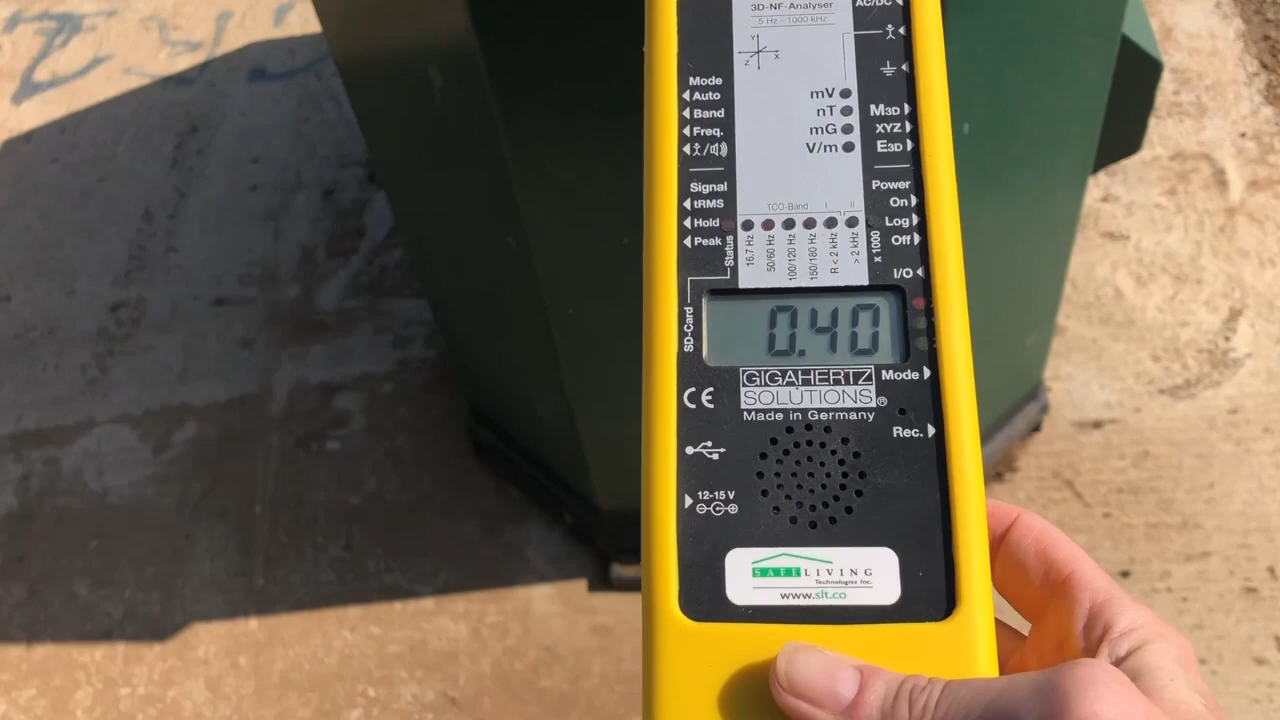 3D-NF-Analyser
5 Hz - 1000 kHz
AC/DC
Y
X
Z
Mode
Auto
Band
Freq.
mV
nT
mG
V/m
M3D
XYZ
E3D
Signal
tRMS
Hold
Peak
Status
Power
On
Log
Off
I/O
TCO-Band I II
16.7 Hz
50/60 Hz
100/120 Hz
150/180 Hz
R < 2 kHz
> 2 kHz
x 1000
SD-Card
0.40
Mode
GIGAHERTZ
SOLUTIONS®
Made in Germany
CE
Rec.
12-15 V
SAFE LIVING
Technologies Inc.
www.slt.co